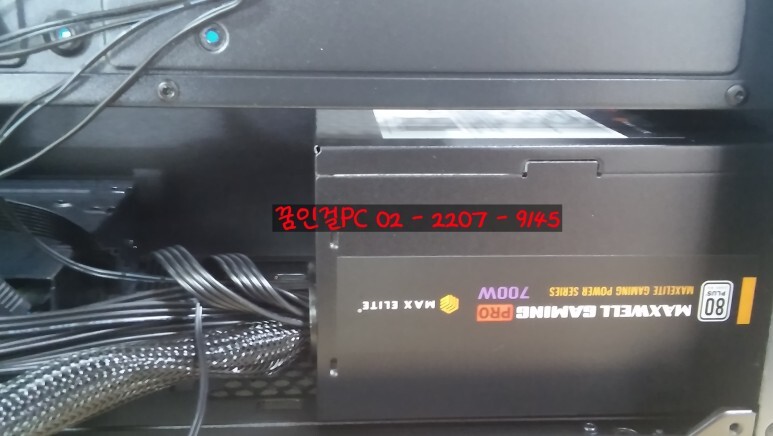 꿈인걸PC 02 - 2207 - 9145
80
PLUS
MAXWELL GAMING PRO
MAXELITE GAMING POWER SERIES
700W
MAX ELITE